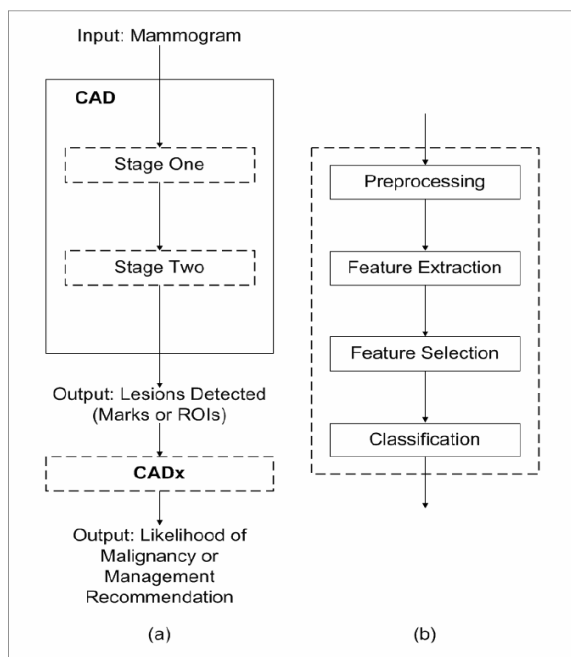 Input: Mammogram
CAD
Stage One
Stage Two
Output: Lesions Detected
(Marks or ROIs)
CADx
Output: Likelihood of
Malignancy or
Management
Recommendation
(a)
Preprocessing
Feature Extraction
Feature Selection
Classification
(b)